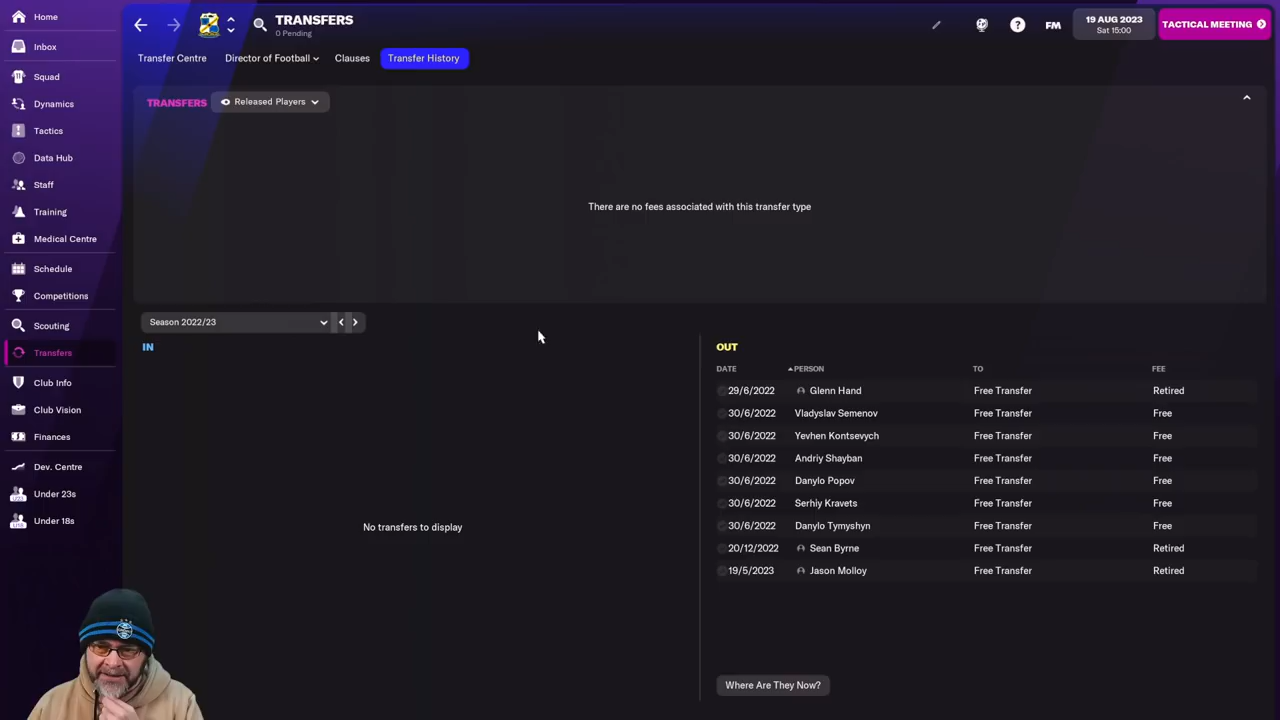 Home
TRANSFERS
0 Pending
FM
19 AUG 2023
Sat 15:00
TACTICAL MEETING
Inbox
Squad
Dynamics
Tactics
Data Hub
Staff
Training
Medical Centre
Schedule
Competitions
Scouting
Transfers
Club Info
Club Vision
Finances
Dev. Centre
Under 23s
Under 18s
Transfer Centre Director of Football Clauses Transfer History
TRANSFERS Released Players
There are no fees associated with this transfer type
Season 2022/23
IN
No transfers to display
OUT
DATE PERSON TO FEE
29/6/2022 Glenn Hand Free Transfer Retired
30/6/2022 Vladyslav Semenov Free Transfer Free
30/6/2022 Yevhen Kontsevych Free Transfer Free
30/6/2022 Andriy Shayban Free Transfer Free
30/6/2022 Danylo Popov Free Transfer Free
30/6/2022 Serhiy Kravets Free Transfer Free
30/6/2022 Danylo Tymyshyn Free Transfer Free
20/12/2022 Sean Byrne Free Transfer Retired
19/5/2023 Jason Molloy Free Transfer Retired
Where Are They Now?